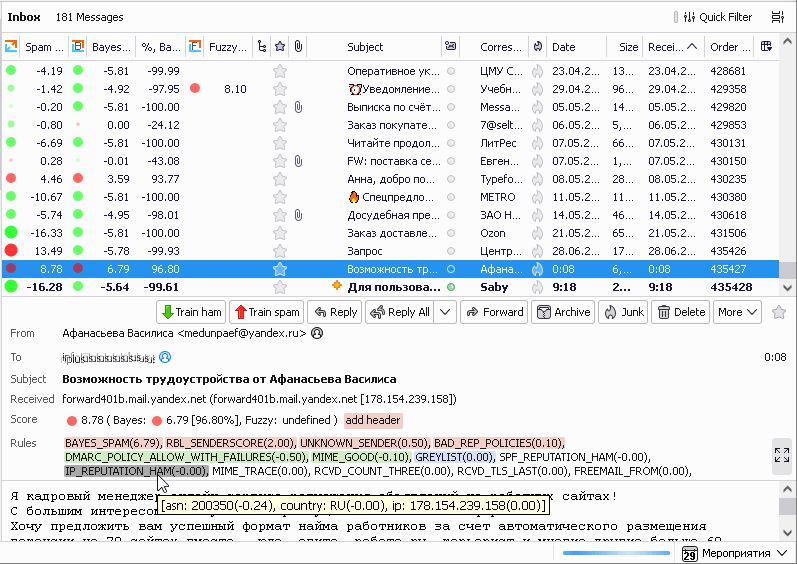 Inbox 181 Messages Quick Filter
Spam ... Bayes... %, Ba... Fuzzy... Subject Corres... Date Size Recei... Order ...
-4.19 -5.81 -99.99 Оперативное ук... ЦМУ С... 23.04.2... 13... 23.04.2... 428681
-1.42 -4.92 -97.95 8.10 Уведомление... Учебн... 29.04.2... 96... 29.04.2... 429358
-0.20 -5.81 -100.00 Выписка по счёт... Messa... 06.05.2... 14... 06.05.2... 429820
-0.80 0.00 -24.12 Заказ покупате... 7@selt... 06.05.2... 5,... 06.05.2... 429853
-6.69 -5.81 -100.00 Читайте продол... ЛитРес 07.05.2... 66... 07.05.2... 430131
0.28 -0.01 -43.08 FW: поставка се... Евген... 07.05.2... 1,... 07.05.2... 430150
4.46 3.59 93.77 Анна, добро по... Typefo... 08.05.2... 28... 08.05.2... 430235
-10.67 -5.81 -100.00 Спецпредло... METRO 11.05.2... 11... 11.05.2... 430380
-5.74 -4.95 -98.01 Досудебная пре... ЗАО Н... 14.05.2... 46... 14.05.2... 430618
-16.33 -5.81 -100.00 Заказ доставле... Ozon 21.05.2... 67... 21.05.2... 431506
13.49 -5.78 -99.93 Запрос Центр... 28.06.2... 17... 28.06.2... 435426
8.78 6.79 96.80 Возможность тр... Афана... 0:08 6,... 0:08 435427
-16.28 -5.64 -99.61 Для пользова... Saby 9:18 2... 9:18 435428
Train ham Train spam Reply Reply All Forward Archive Junk Delete More
From Афанасьева Василиса <medunpaef@yandex.ru>
To 0:08
Subject Возможность трудоустройства от Афанасьева Василиса
Received forward401b.mail.yandex.net (forward401b.mail.yandex.net [178.154.239.158])
Score 8.78 ( Bayes: 6.79 [96.80%], Fuzzy: undefined ) add header
Rules BAYES_SPAM(6.79), RBL_SENDERSCORE(2.00), UNKNOWN_SENDER(0.50), BAD_REP_POLICIES(0.10),
DMARC_POLICY_ALLOW_WITH_FAILURES(-0.50), MIME_GOOD(-0.10), GREYLIST(0.00), SPF_REPUTATION_HAM(-0.00),
IP_REPUTATION_HAM(-0.00), MIME_TRACE(0.00), RCVD_COUNT_THREE(0.00), RCVD_TLS_LAST(0.00), FREEMAIL_FROM(0.00),
Я кадровый менеджер
[asn: 200350(-0.24), country: RU(-0.00), ip: 178.154.239.158(0.00)]
С большим интересо
Хочу предложить вам успешный формат найма работников за счет автоматического размещения
29 Мероприятия